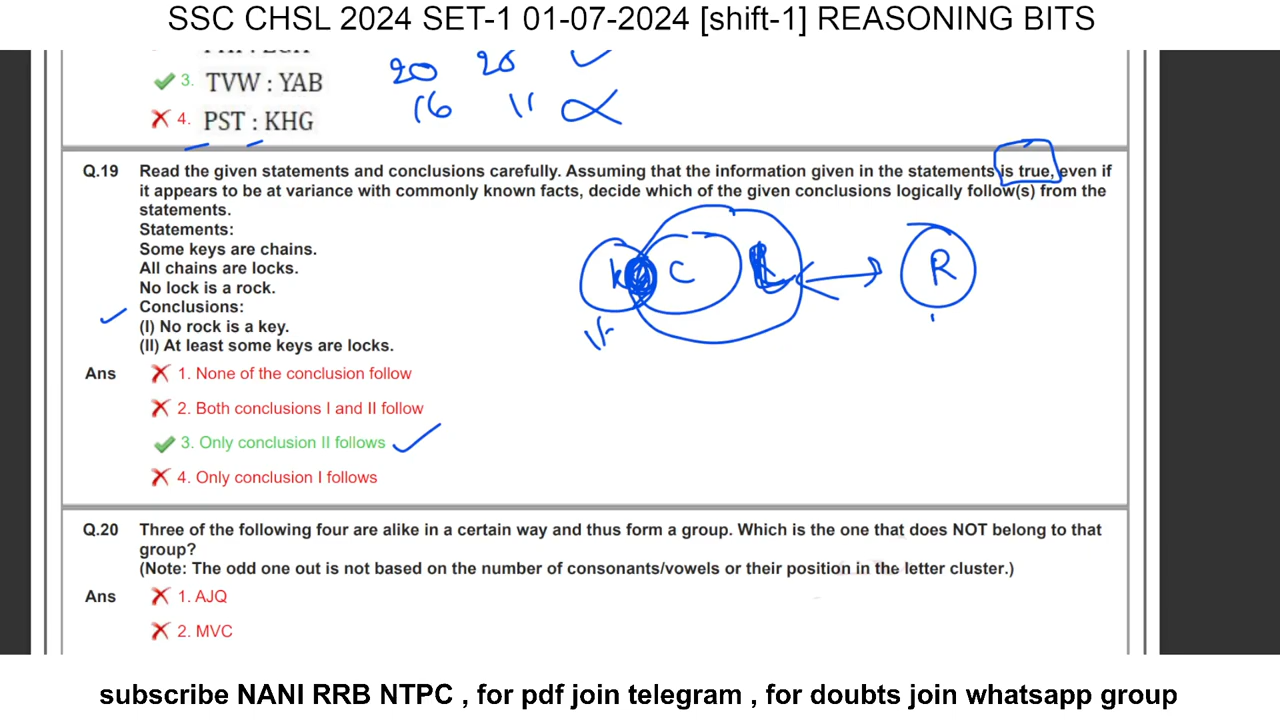 SSC CHSL 2024 SET-1 01-07-2024 [shift-1] REASONING BITS
3. TVW : YAB
20
16 11
4. PST : KHG
Q.19 Read the given statements and conclusions carefully. Assuming that the information given in the statements is true, even if
it appears to be at variance with commonly known facts, decide which of the given conclusions logically follow(s) from the
statements.
Statements:
Some keys are chains.
All chains are locks.
No lock is a rock.
K C L R
Conclusions:
(I) No rock is a key.
(II) At least some keys are locks.
Ans 1. None of the conclusion follow
2. Both conclusions I and II follow
3. Only conclusion II follows
4. Only conclusion I follows
Q.20 Three of the following four are alike in a certain way and thus form a group. Which is the one that does NOT belong to that
group?
(Note: The odd one out is not based on the number of consonants/vowels or their position in the letter cluster.)
Ans 1. AJQ
2. MVC
subscribe NANI RRB NTPC , for pdf join telegram , for doubts join whatsapp group